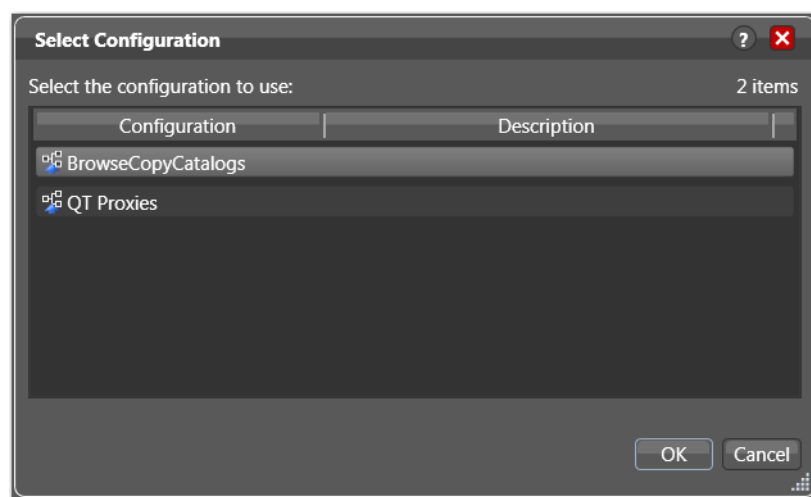 Select Configuration ?
Select the configuration to use: 2 items
Configuration Description
BrowseCopyCatalogs
QT Proxies
OK Cancel